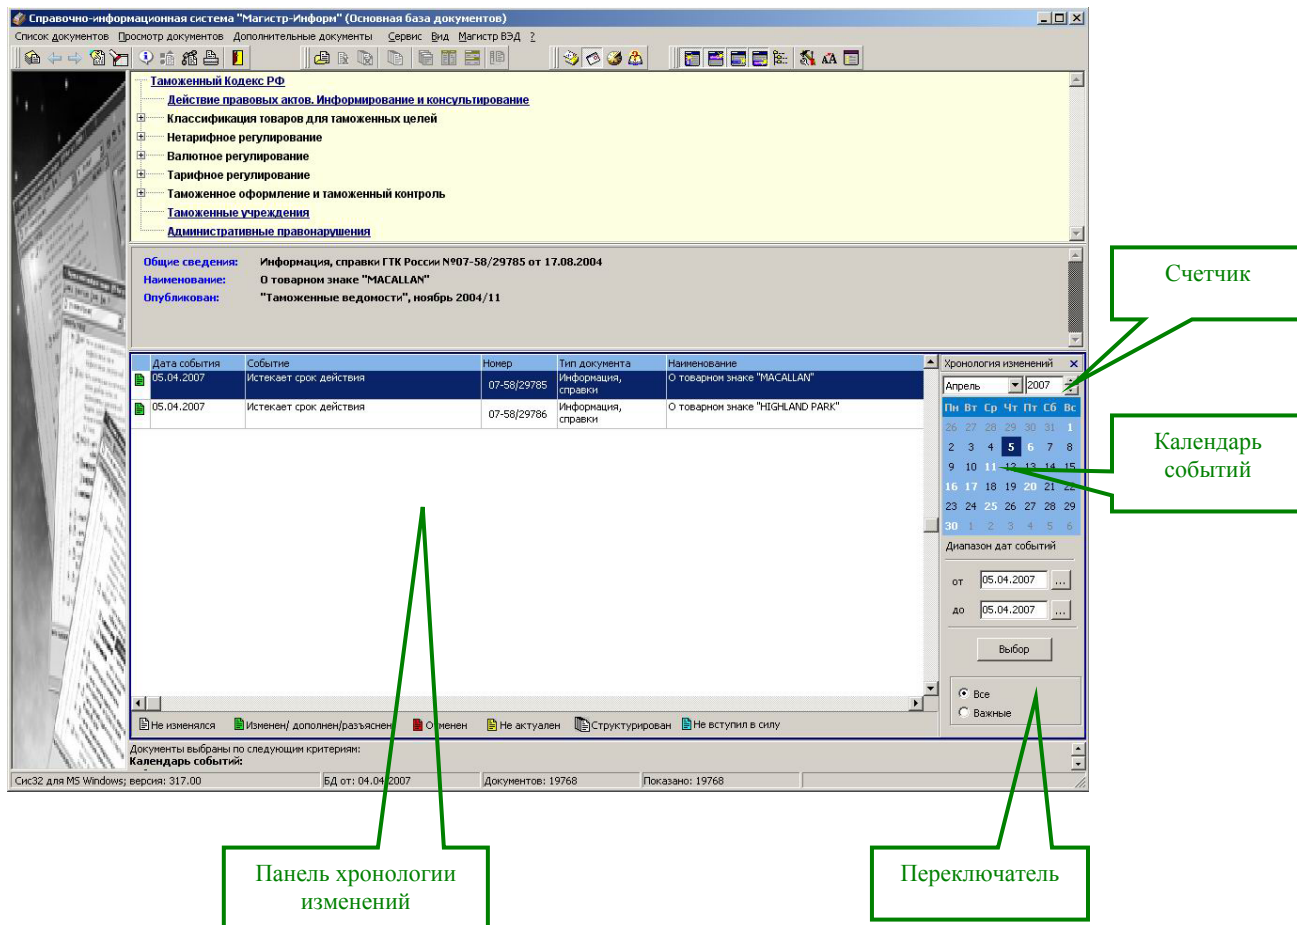 Справочно-информационная система "Магистр-Информ" (Основная база документов)
Список документов Просмотр документов Дополнительные документы Сервис Вид Магистр ВЭД ?
Таможенный Кодекс РФ
Действие правовых актов. Информирование и консультирование
Классификация товаров для таможенных целей
Нетарифное регулирование
Валютное регулирование
Тарифное регулирование
Таможенное оформление и таможенный контроль
Таможенные учреждения
Административные правонарушения
Общие сведения: Информация, справки ГТК России №07-58/29785 от 17.08.2004
Наименование: О товарном знаке "MACALLAN"
Опубликован: "Таможенные ведомости", ноябрь 2004/11
Счетчик
Дата события Событие Номер Тип документа Наименование
05.04.2007 Истекает срок действия 07-58/29785 Информация, справки О товарном знаке "MACALLAN"
05.04.2007 Истекает срок действия 07-58/29786 Информация, справки О товарном знаке "HIGHLAND PARK"
Хронология изменений
Апрель 2007
Пн Вт Ср Чт Пт Сб Вс
26 27 28 29 30 31 1
2 3 4 5 6 7 8
9 10 11 12 13 14 15
16 17 18 19 20 21 22
23 24 25 26 27 28 29
30 1 2 3 4 5 6
Календарь
событий
Диапазон дат событий
от 05.04.2007 ...
до 05.04.2007 ...
Выбор
Все
Важные
Не изменялся Изменен/ дополнен/разъяснен Отменен Не актуален Структурирован Не вступил в силу
Документы выбраны по следующим критериям:
Календарь событий:
Сис32 для MS Windows; версия: 317.00 БД от: 04.04.2007 Документов: 19768 Показано: 19768
Панель хронологии
изменений
Переключатель